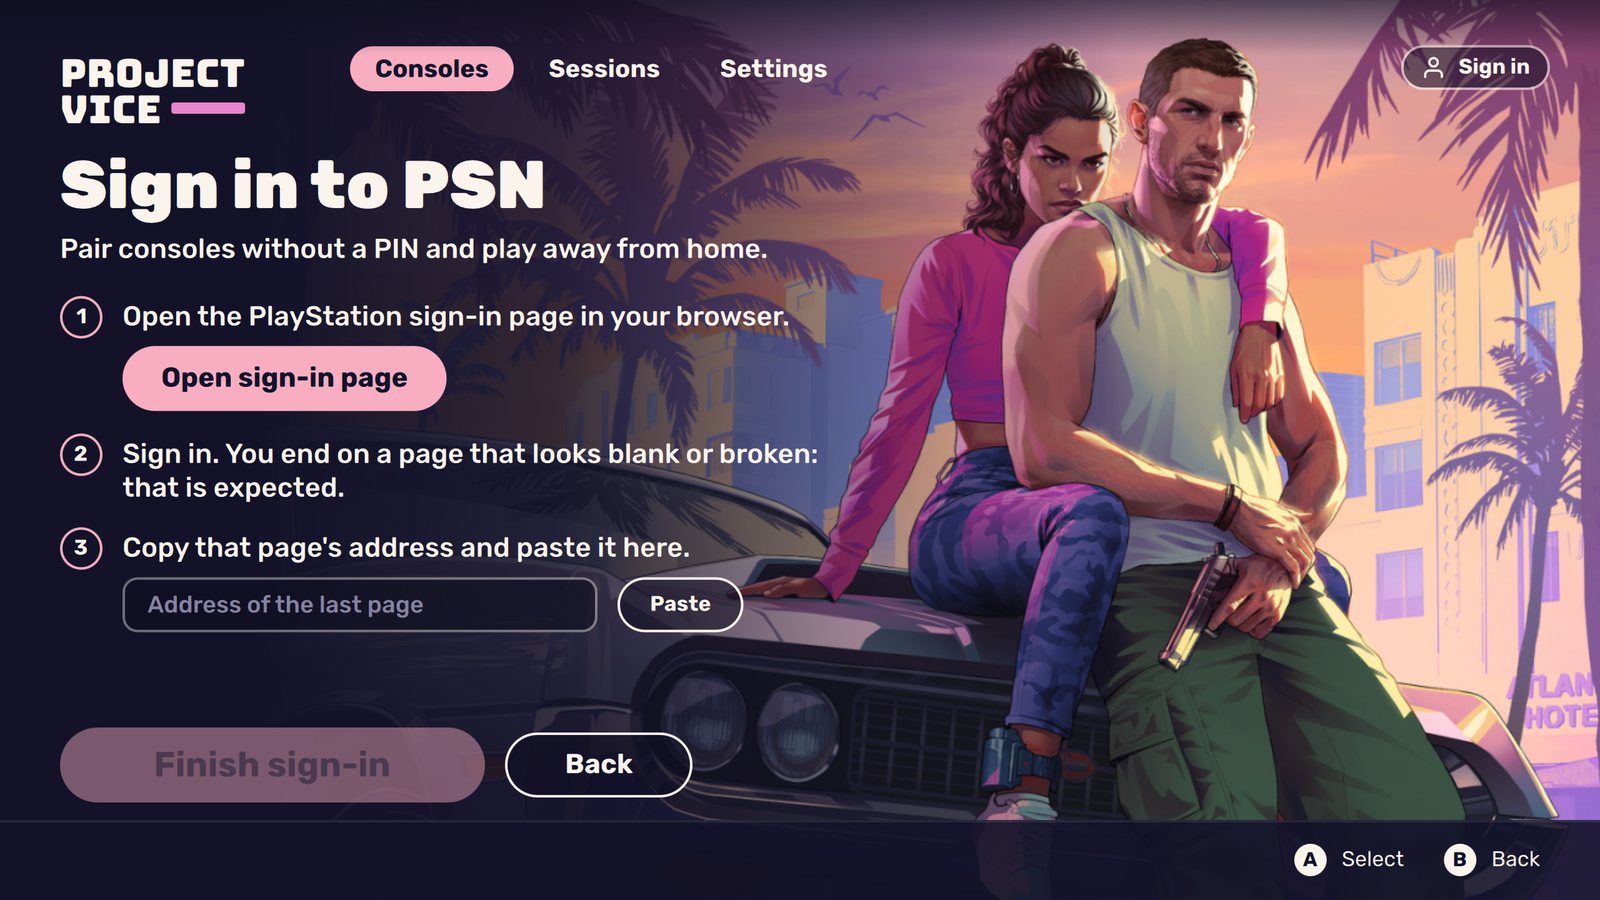 PROJECT
VICE
Consoles
Sessions
Settings
Sign in
Sign in to PSN
Pair consoles without a PIN and play away from home.
1 Open the PlayStation sign-in page in your browser.
Open sign-in page
2 Sign in. You end on a page that looks blank or broken:
that is expected.
3 Copy that page's address and paste it here.
Address of the last page
Paste
Finish sign-in
Back
TLAN
HOTE
A Select
B Back